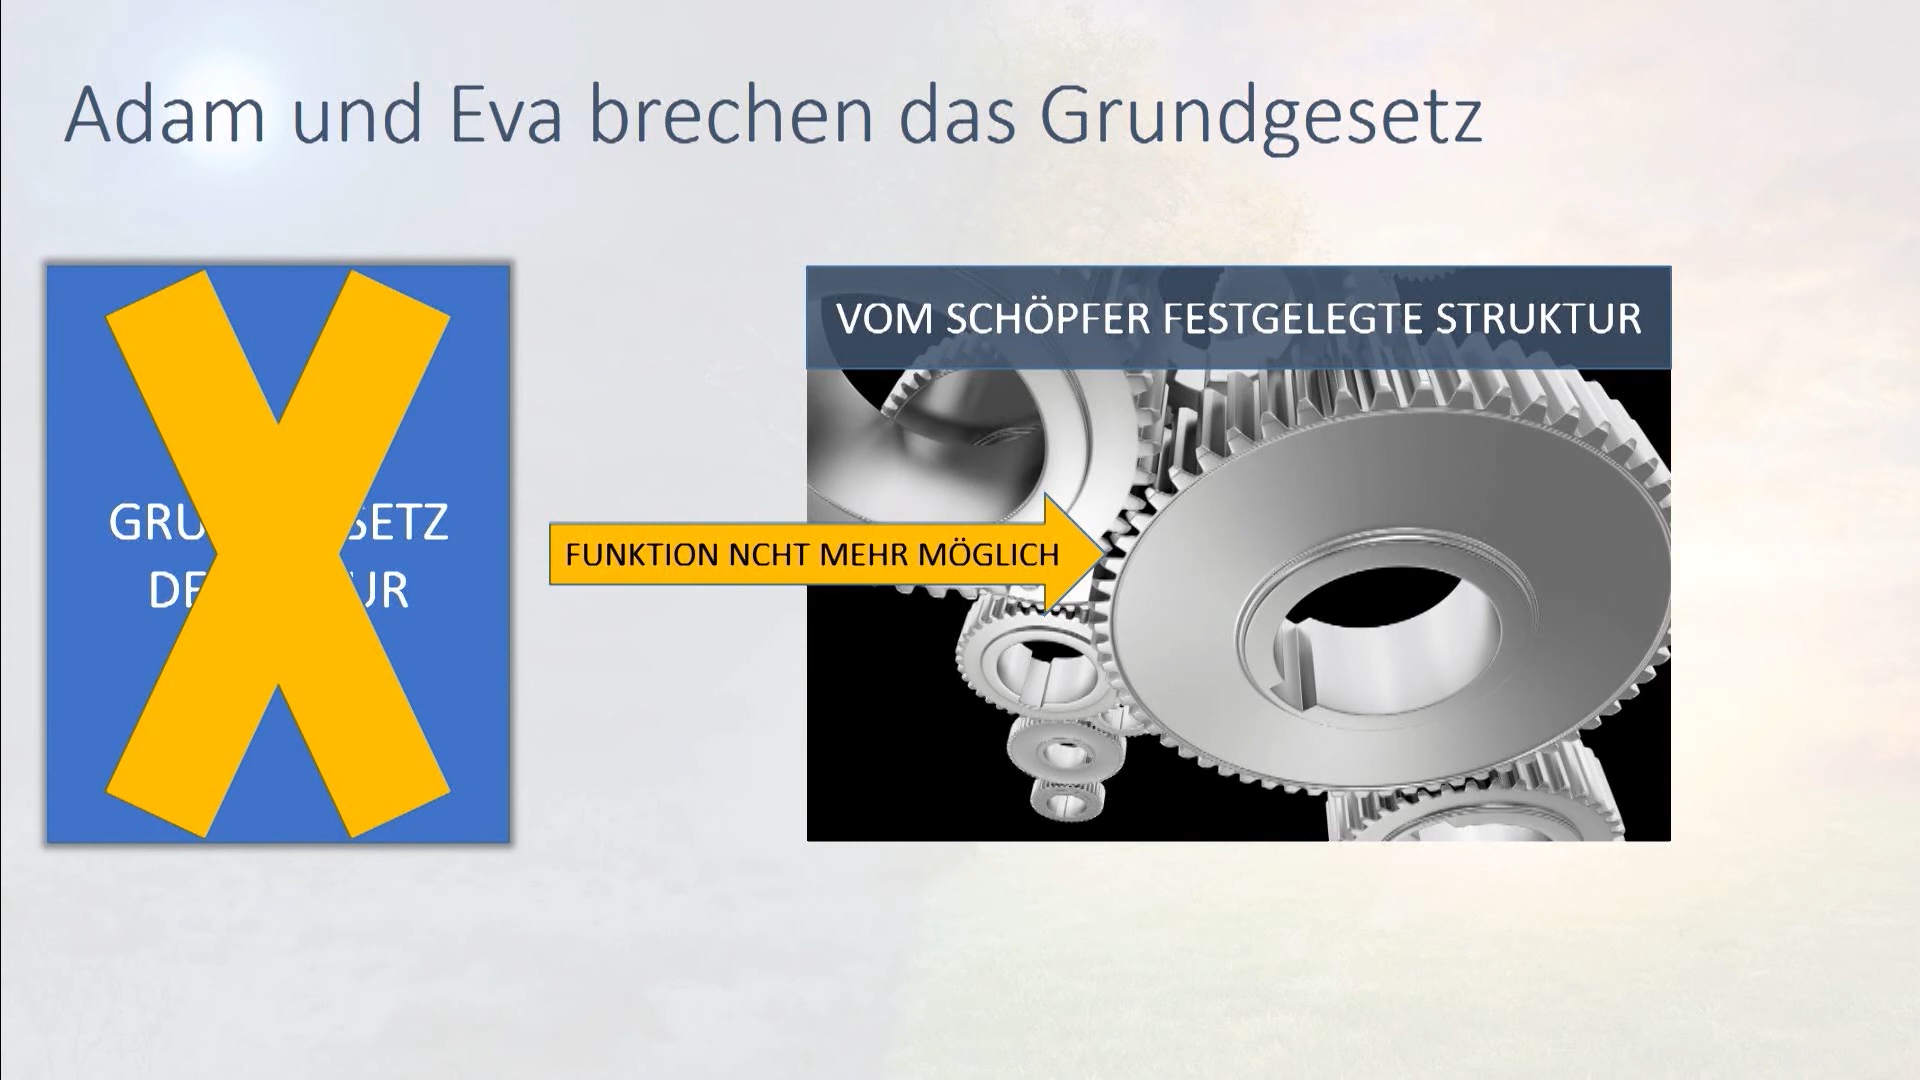 Adam und Eva brechen das Grundgesetz
VOM SCHÖPFER FESTGELEGTE STRUKTUR
GRU SETZ
DE UR
FUNKTION NCHT MEHR MÖGLICH